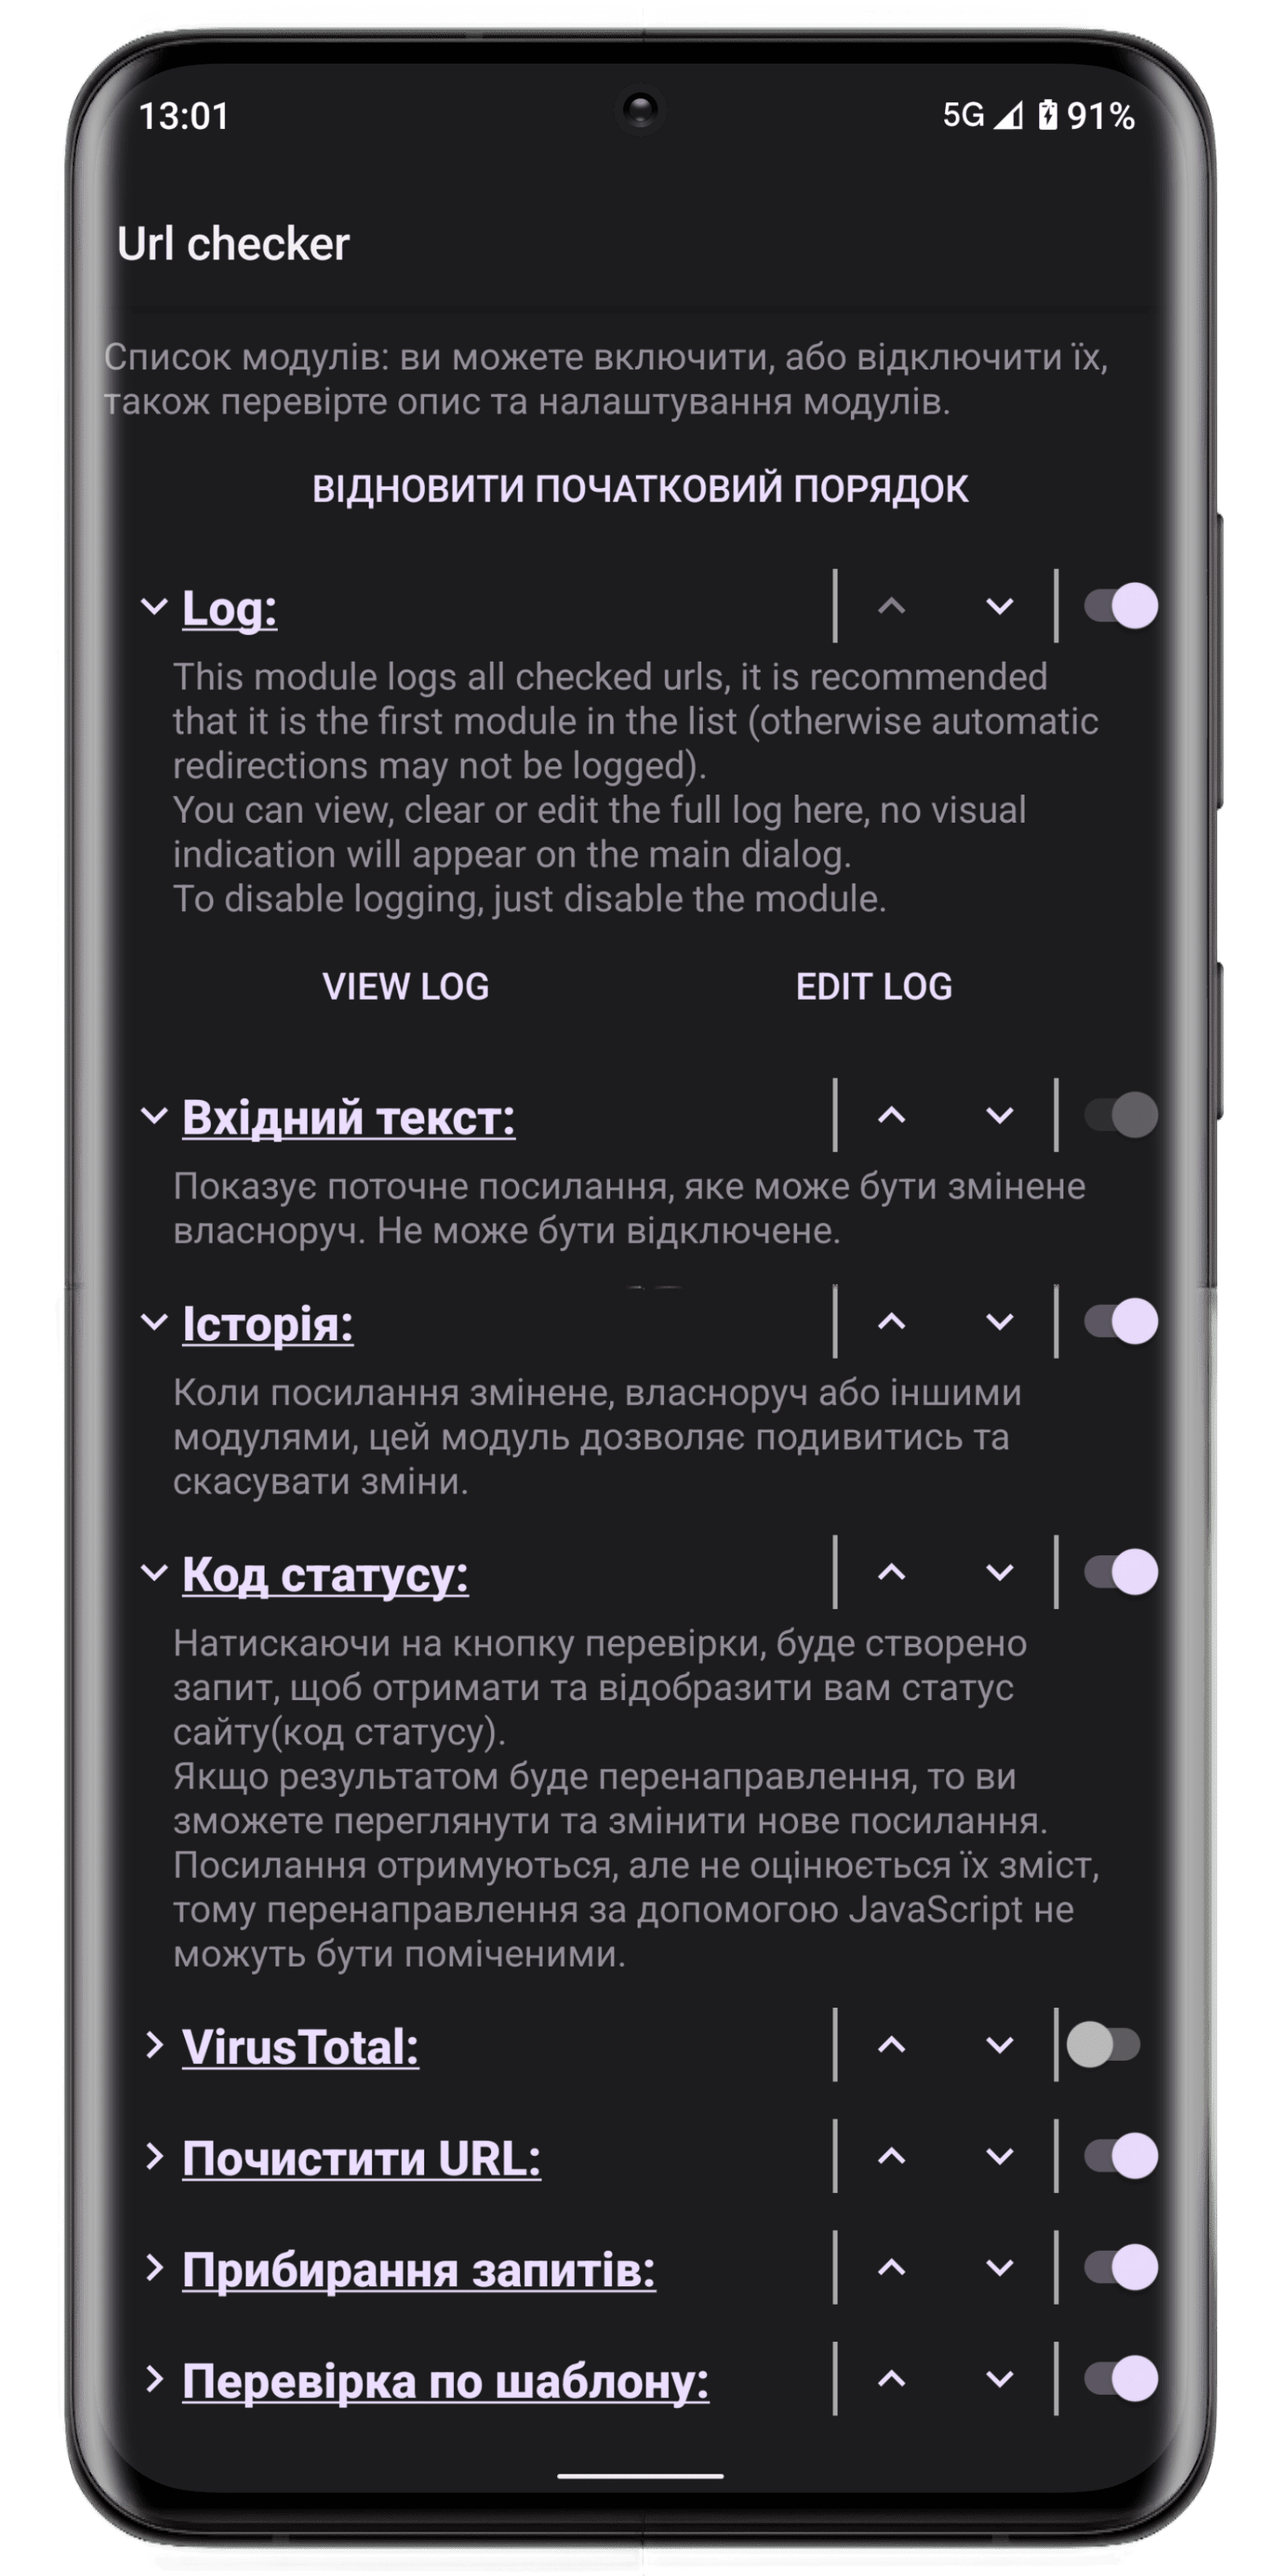 13:01
5G 91%
Url checker
Список модулів: ви можете включити, або відключити їх,
також перевірте опис та налаштування модулів.
ВІДНОВИТИ ПОЧАТКОВИЙ ПОРЯДОК
Log:
This module logs all checked urls, it is recommended
that it is the first module in the list (otherwise automatic
redirections may not be logged).
You can view, clear or edit the full log here, no visual
indication will appear on the main dialog.
To disable logging, just disable the module.
VIEW LOG EDIT LOG
Вхідний текст:
Показує поточне посилання, яке може бути змінене
власноруч. Не може бути відключене.
Історія:
Коли посилання змінене, власноруч або іншими
модулями, цей модуль дозволяє подивитись та
скасувати зміни.
Код статусу:
Натискаючи на кнопку перевірки, буде створено
запит, щоб отримати та відобразити вам статус
сайту(код статусу).
Якщо результатом буде перенаправлення, то ви
зможете переглянути та змінити нове посилання.
Посилання отримуються, але не оцінюється їх зміст,
тому перенаправлення за допомогою JavaScript не
можуть бути поміченими.
VirusTotal:
Почистити URL:
Прибирання запитів:
Перевірка по шаблону: